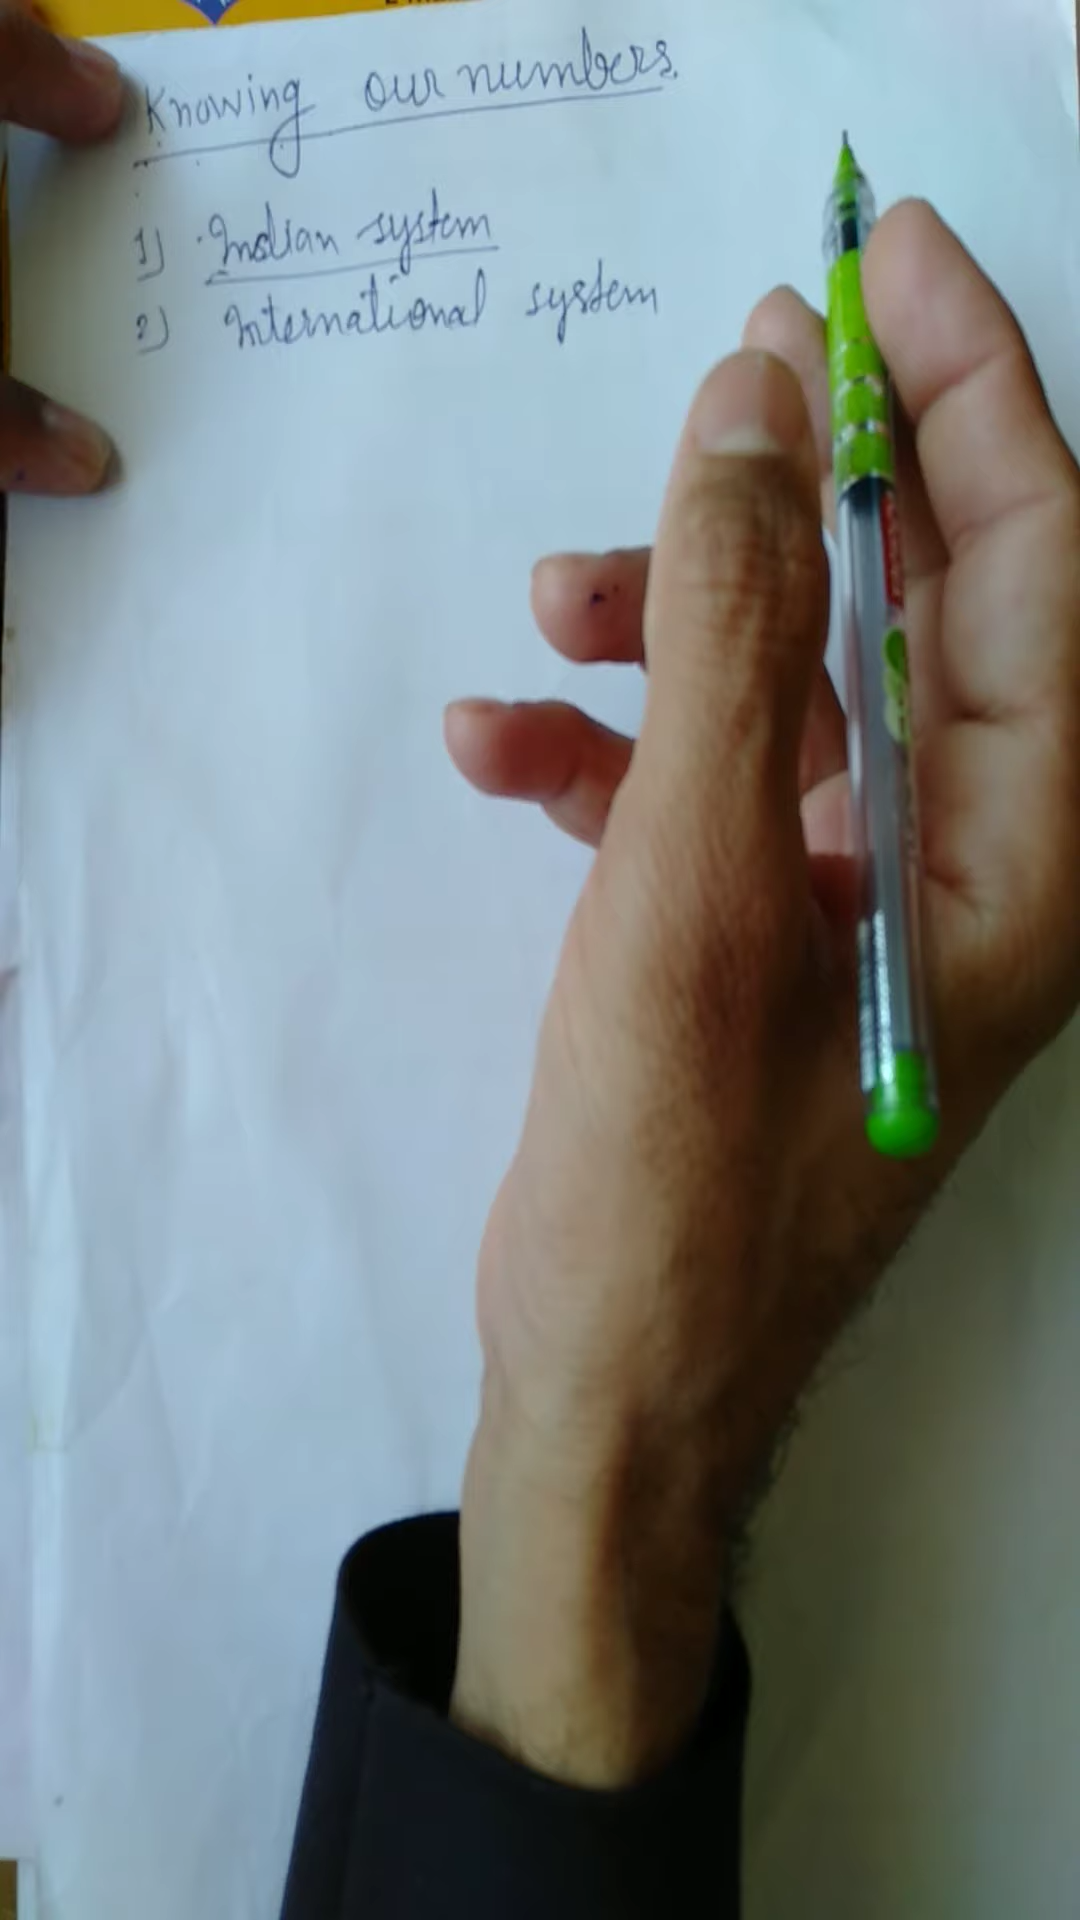 Knowing our numbers.
1) Indian system
2) International system